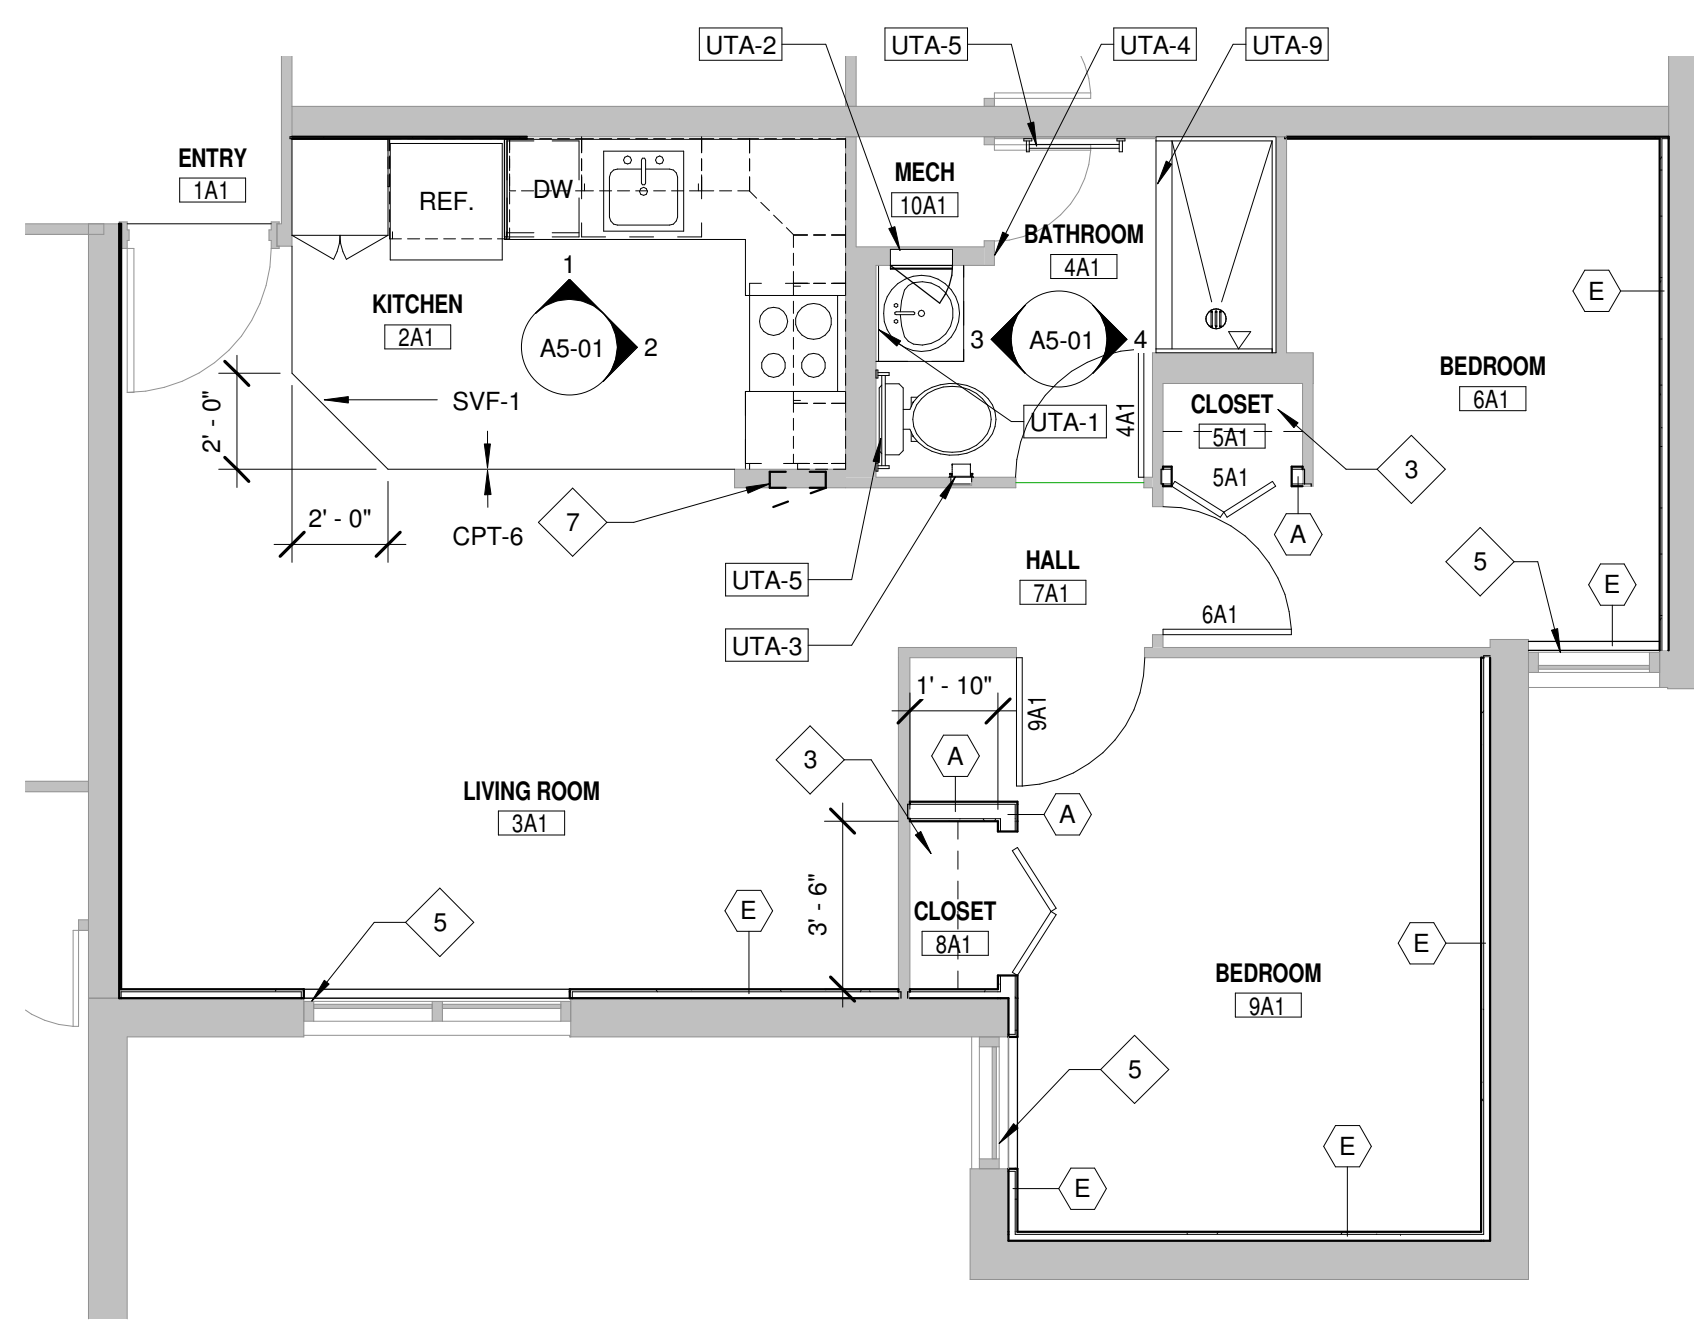 UTA-2
UTA-5
UTA-4
UTA-9
ENTRY
1A1
MECH
10A1
REF.
DW
BATHROOM
4A1
KITCHEN
2A1
1
A5-01
2
3
A5-01
4
E
BEDROOM
6A1
SVF-1
2' - 0"
UTA-1
4A1
CLOSET
5A1
5A1
3
2' - 0"
CPT-6
7
A
HALL
7A1
5
E
UTA-5
UTA-3
6A1
1' - 10"
9A1
3
A
A
LIVING ROOM
3A1
3' - 6"
5
E
CLOSET
8A1
E
BEDROOM
9A1
5
E
E